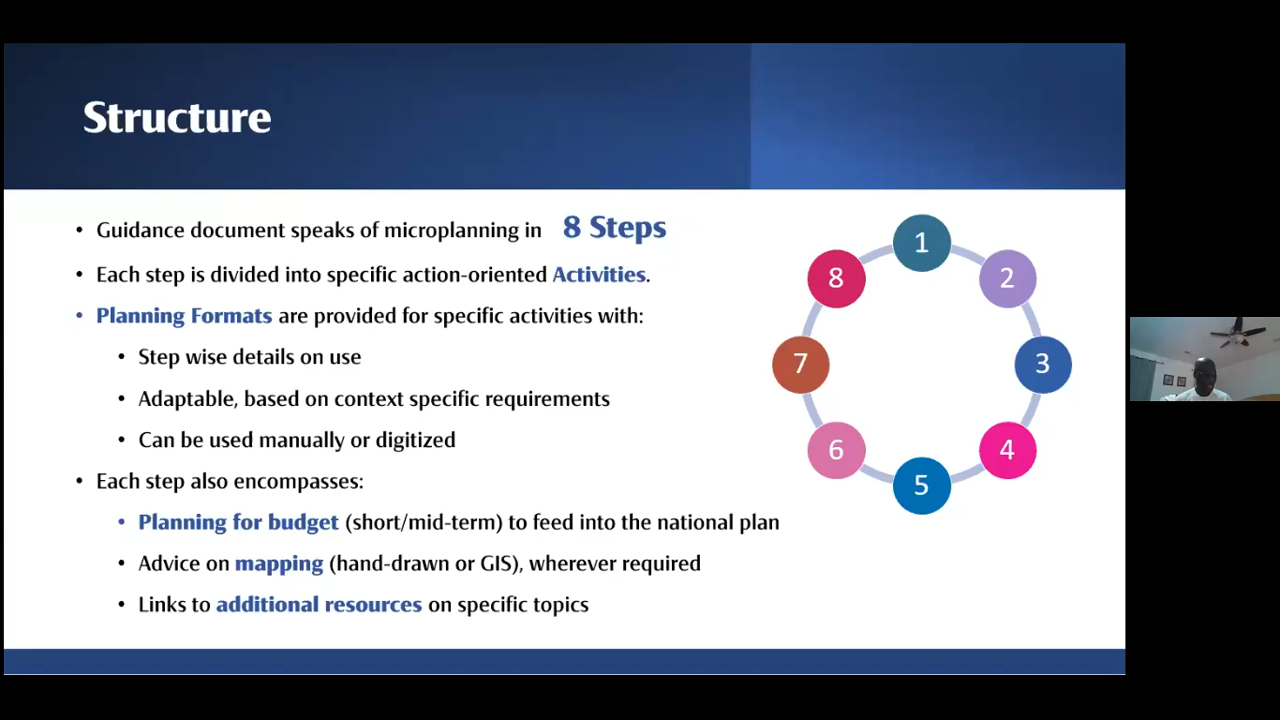 Structure
• Guidance document speaks of microplanning in 8 Steps
• Each step is divided into specific action-oriented Activities.
• Planning Formats are provided for specific activities with:
• Step wise details on use
• Adaptable, based on context specific requirements
• Can be used manually or digitized
• Each step also encompasses:
• Planning for budget (short/mid-term) to feed into the national plan
• Advice on mapping (hand-drawn or GIS), wherever required
• Links to additional resources on specific topics
1
2
3
4
5
6
7
8